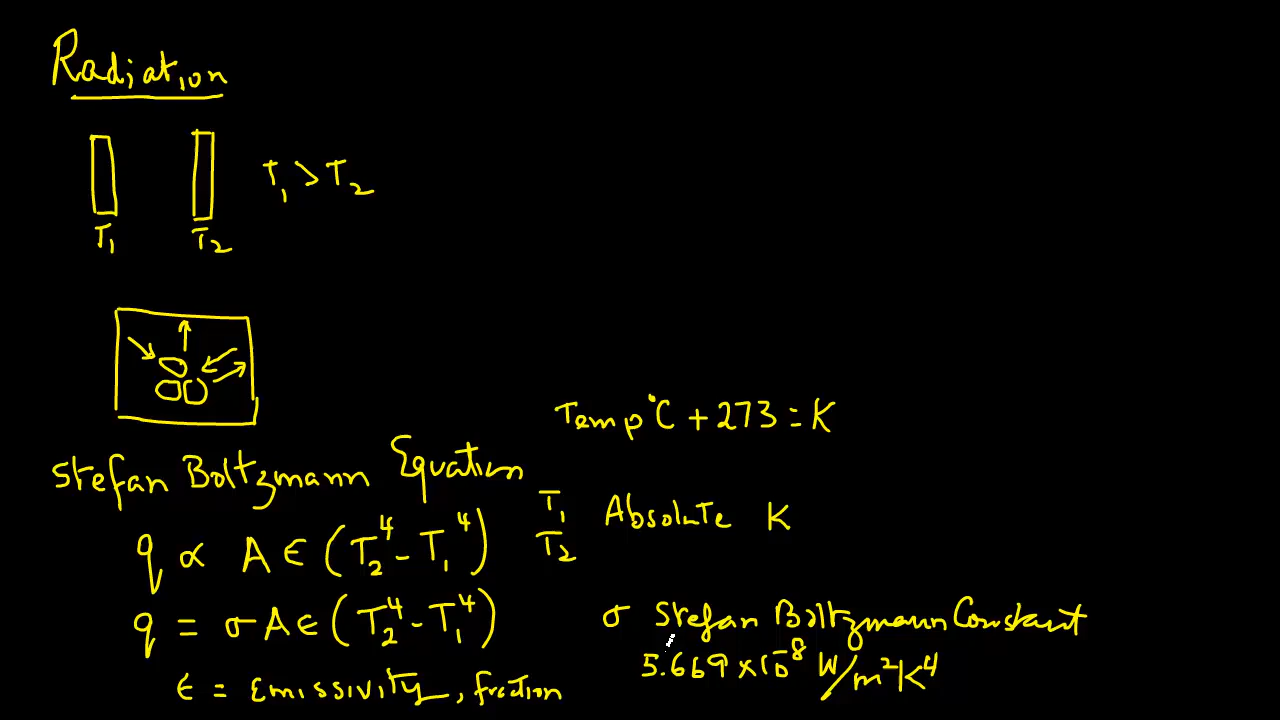 Radiation
T₁ > T₂
T₁ T₂
Temp°C + 273 = K
Stefan Boltzmann Equation
q ∝ A ϵ (T₂⁴ - T₁⁴)
T₁ T₂ Absolute K
q = σ A ϵ (T₂⁴ - T₁⁴)
σ Stefan Boltzmann Constant
5.669 × 10⁻⁸ W/m²K⁴
ϵ = Emissivity, fraction